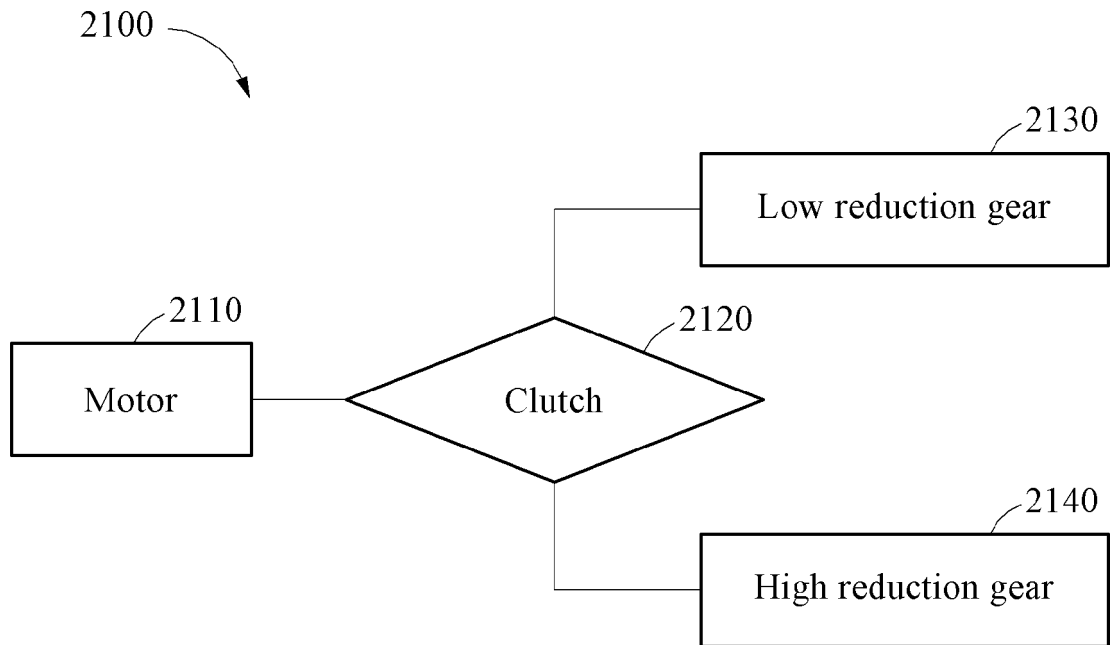 2100
2130
Low reduction gear
2110
2120
Motor
Clutch
2140
High reduction gear